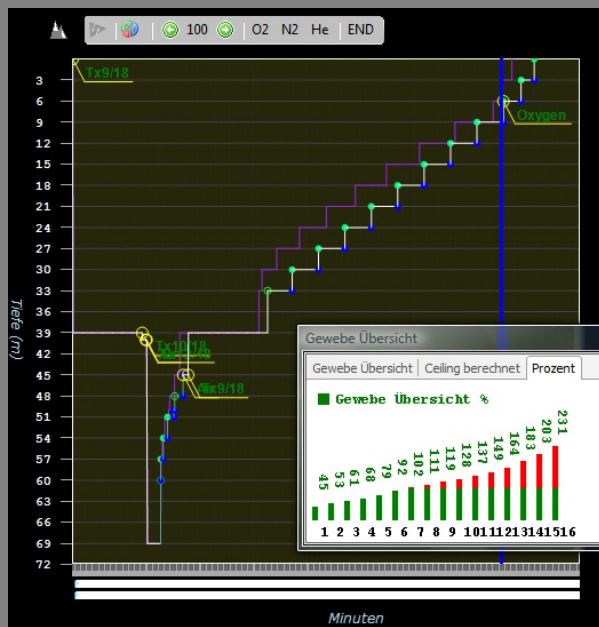 100 O2 N2 He END
Tx9/18
3
6
Oxygen
9
12
15
18
21
24
27
30
33
36
39
42
45
48
51
54
57
60
63
66
69
72
Tiefe (m)
Tx10/18
Gewebe Übersicht
Gewebe Übersicht Ceiling berechnet Prozent
Gewebe Übersicht %
45 53 61 68 79 92 102 111 119 128 137 149 164 183 203 231
1 2 3 4 5 6 7 8 9 10 11 12 13 14 15 16
Minuten